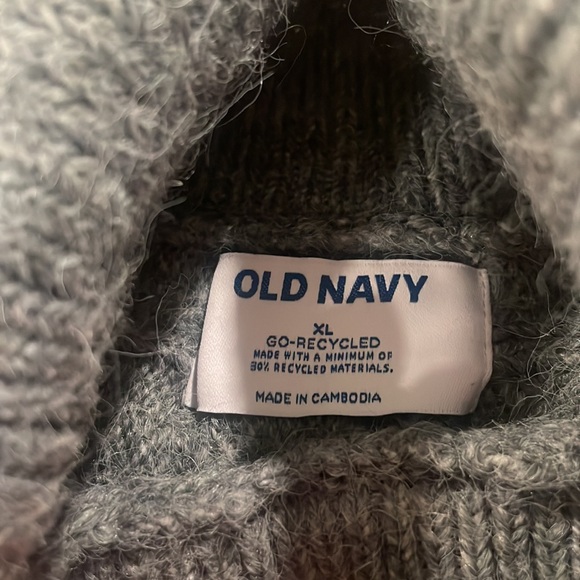 OLD NAVY
XL
GO-RECYCLED
MADE WITH A MINIMUM OF
30% RECYCLED MATERIALS.
MADE IN CAMBODIA